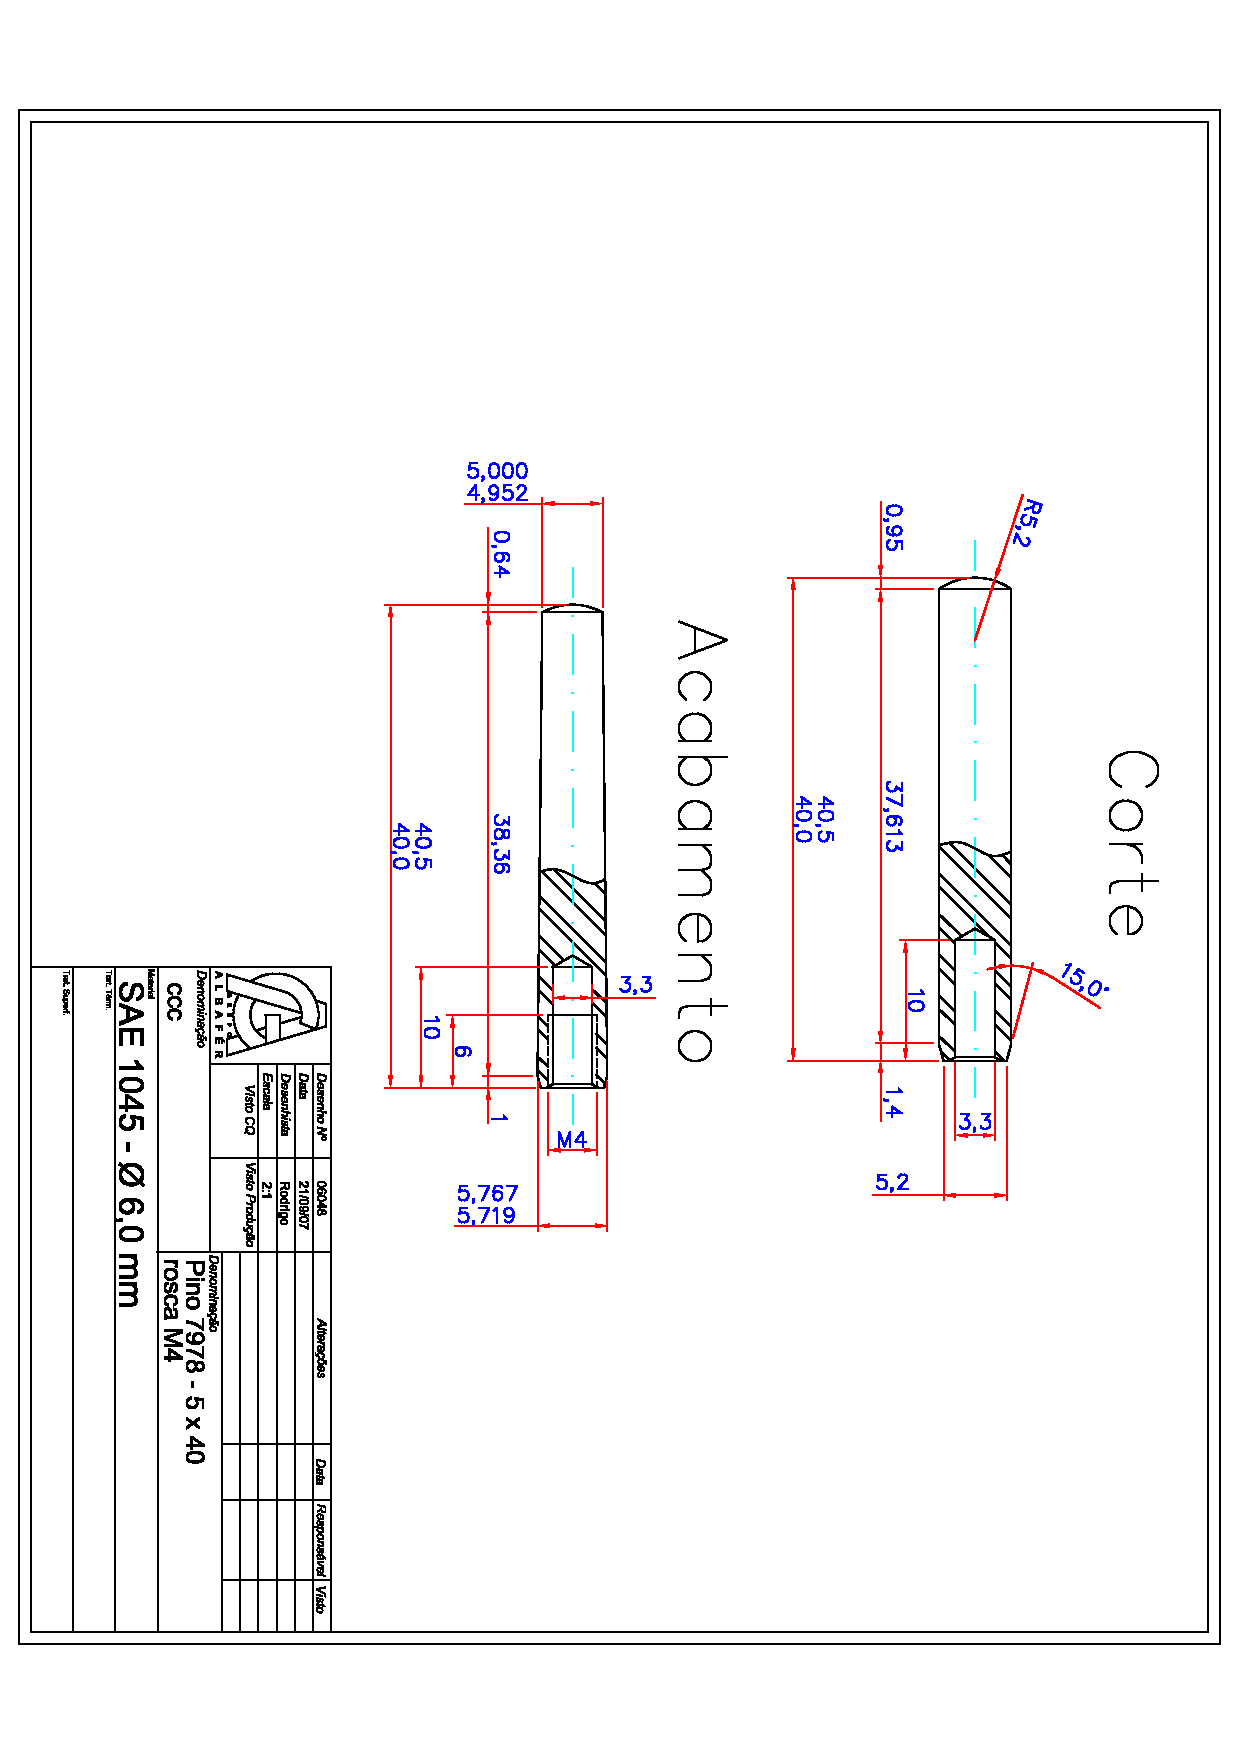 Corte
R5,2
0,95
37,613
40,5
40,0
10
15,0°
1,4
3,3
5,2
Acabamento
5,000
4,952
0,64
38,36
40,5
40,0
3,3
10
6
1
M4
5,767
5,719
ALBAFÉR
Desenho Nº 06046 Alterações Data Responsável Visto
Data 21/09/07
Desenhista Rodrigo
Escala 2:1
Visto CQ Visto Produção
Denominação
CCC
Denominação
Pino 7978 - 5 x 40
rosca M4
Material
SAE 1045 - Ø 6,0 mm
Trat. Térm.
Trat. Superf.